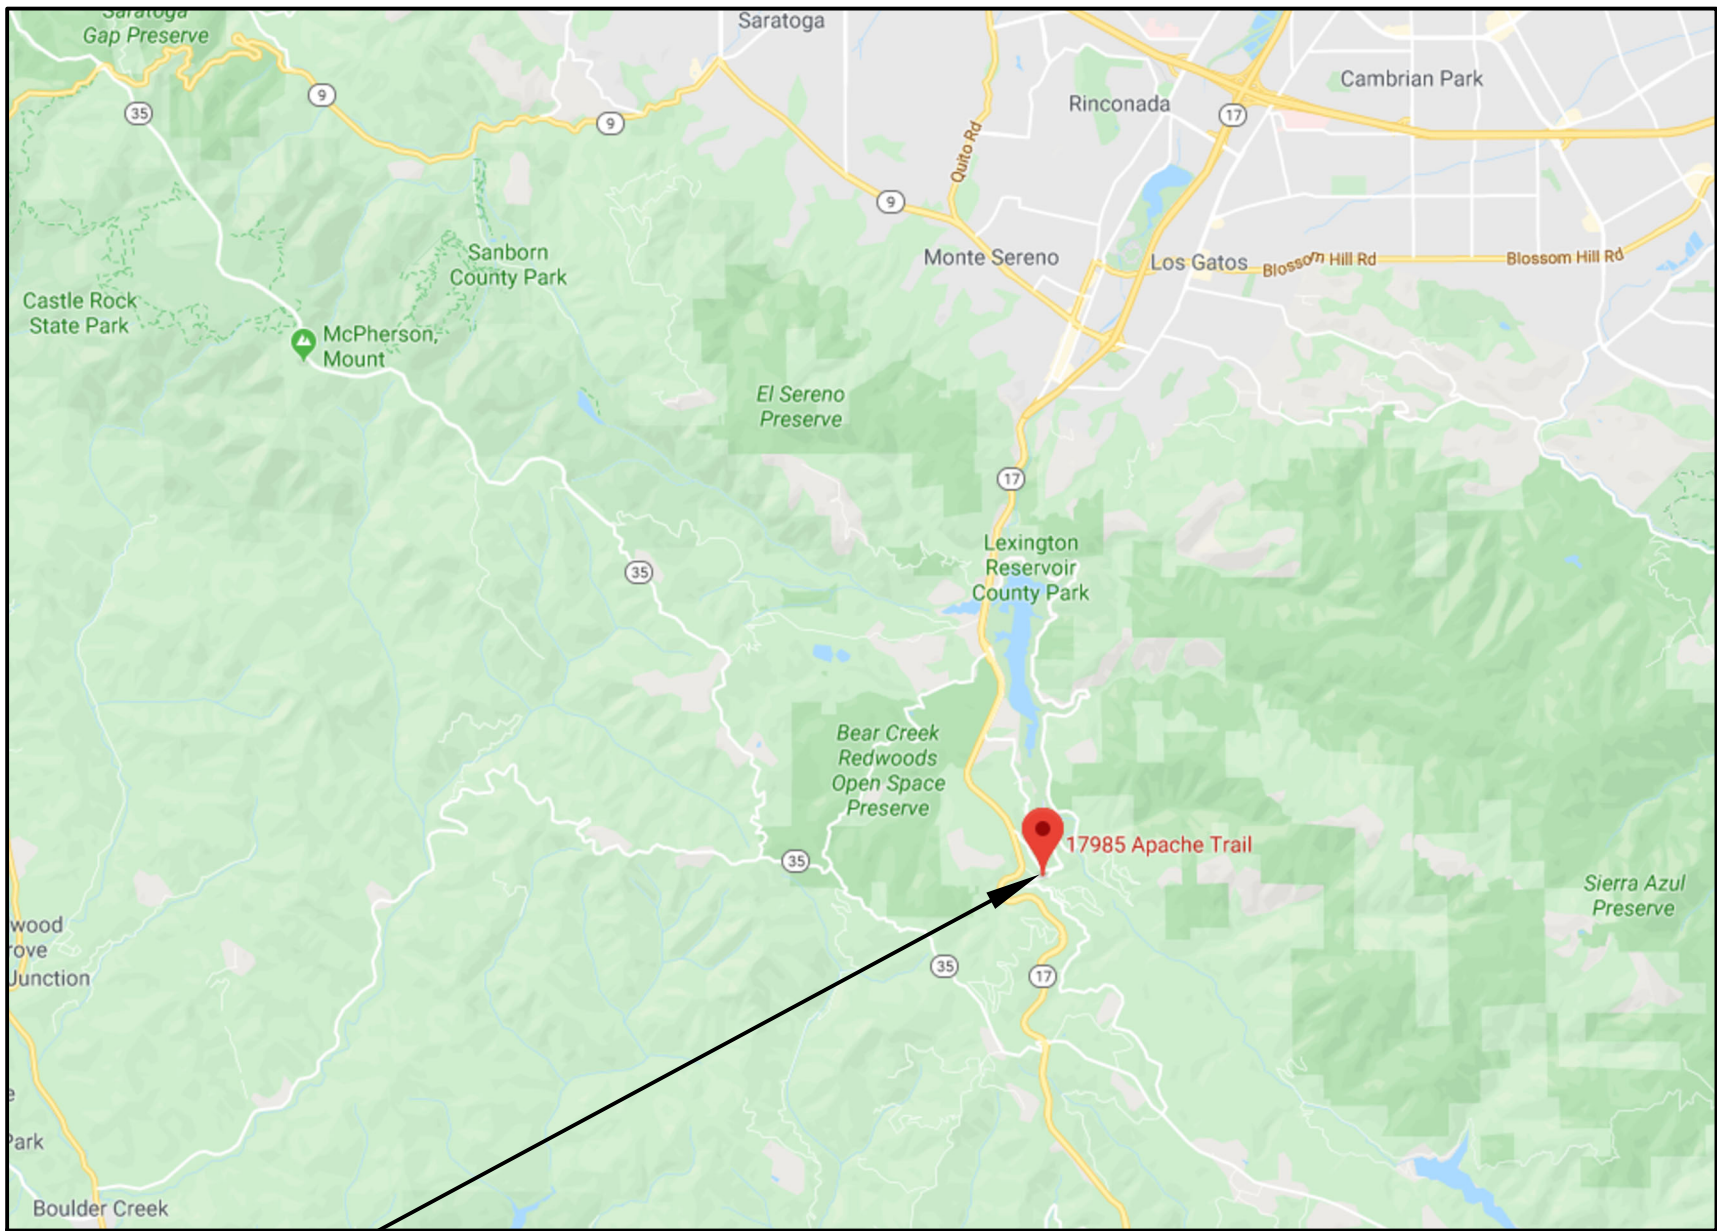 Saratoga
Gap Preserve
Saratoga
Cambrian Park
Rinconada
9
35
17
9
Quito Rd
9
Sanborn
County Park
Monte Sereno
Los Gatos
Blossom Hill Rd
Blossom Hill Rd
Castle Rock
State Park
McPherson,
Mount
El Sereno
Preserve
17
Lexington
Reservoir
County Park
35
Bear Creek
Redwoods
Open Space
Preserve
17985 Apache Trail
35
Sierra Azul
Preserve
wood
rove
Junction
35
17
e
Park
Boulder Creek